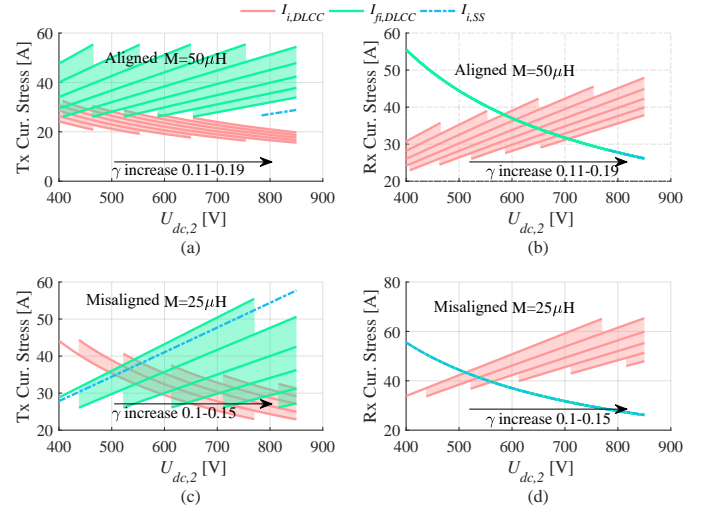 I_{i,DLCC} I_{fi,DLCC} I_{i,SS}
Tx Cur. Stress [A]
60
40
20
0
Aligned M=50μH
γ increase 0.11-0.19
400 500 600 700 800 900
U_{dc,2} [V]
(a)
Rx Cur. Stress [A]
60
50
40
30
20
Aligned M=50μH
γ increase 0.11-0.19
400 500 600 700 800 900
U_{dc,2} [V]
(b)
Tx Cur. Stress [A]
60
50
40
30
20
Misaligned M=25μH
γ increase 0.1-0.15
400 500 600 700 800 900
U_{dc,2} [V]
(c)
Rx Cur. Stress [A]
80
60
40
20
Misaligned M=25μH
γ increase 0.1-0.15
400 500 600 700 800 900
U_{dc,2} [V]
(d)